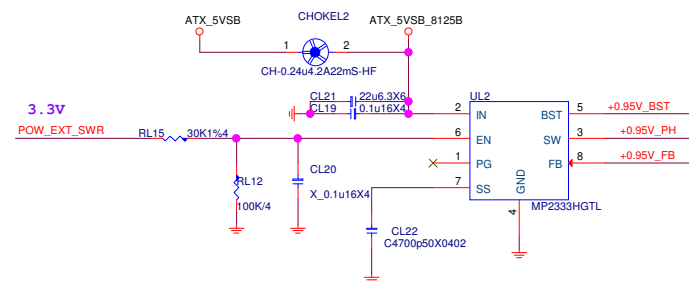 CHOKEL2
ATX_5VSB
ATX_5VSB_8125B
1 2
CH-0.24u4.2A22mS-HF
CL21 22u6.3X6
CL19 0.1u16X4
UL2
3.3V
POW_EXT_SWR
RL15 30K1%4
2 IN BST 5 +0.95V_BST
6 EN SW 3 +0.95V_PH
1 PG FB 8 +0.95V_FB
7 SS GND
4
MP2333HGTL
RL12
100K/4
CL20
X_0.1u16X4
CL22
C4700p50X0402